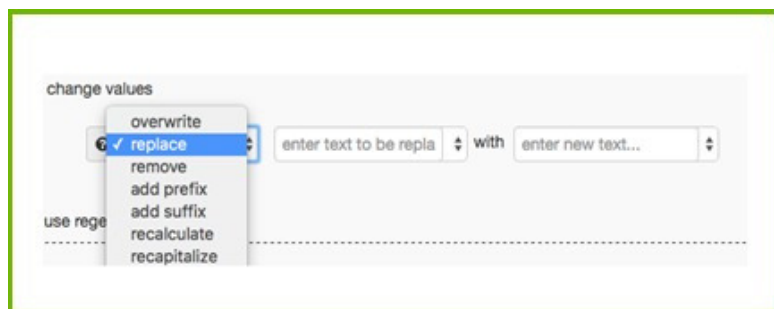 change values
overwrite
✓ replace
enter text to be repla
with
enter new text...
remove
add prefix
add suffix
use rege
recalculate
recapitalize